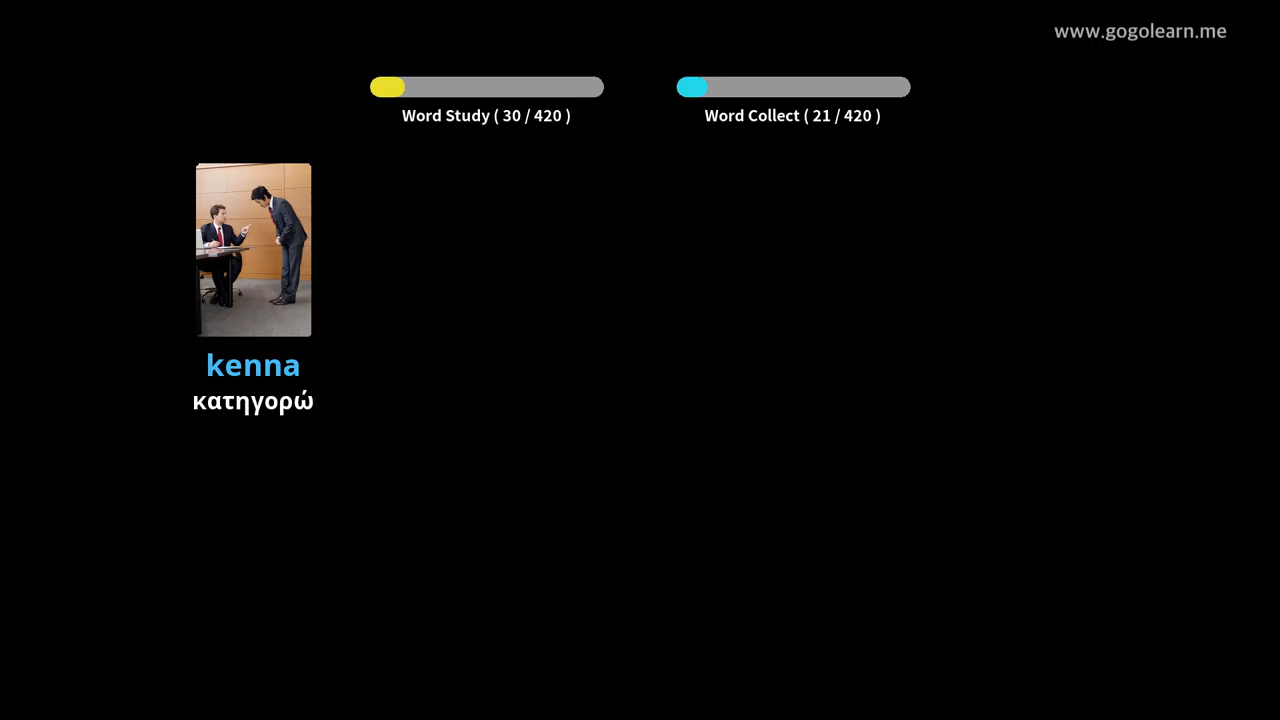 www.gogolearn.me
Word Study ( 30 / 420 )
Word Collect ( 21 / 420 )
kenna
κατηγορώ